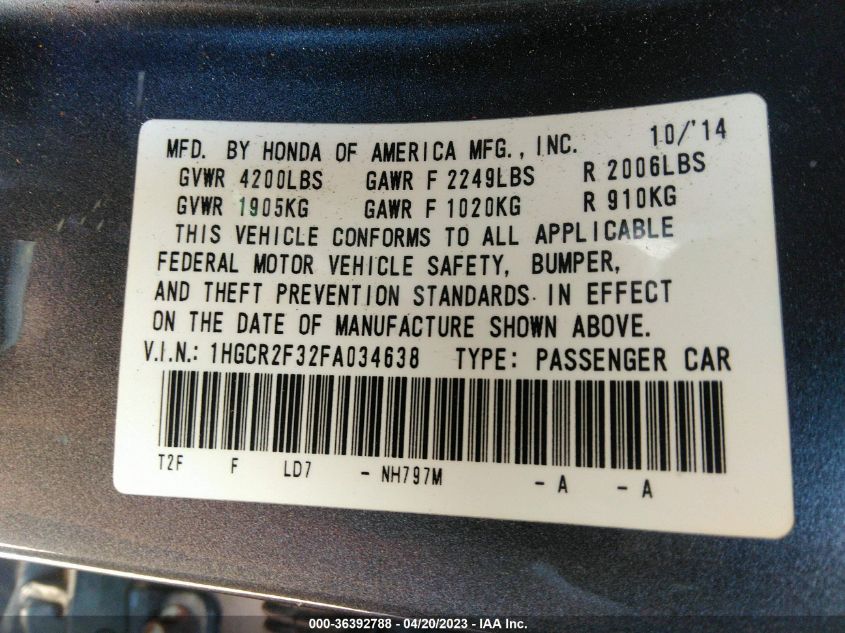 MFD. BY HONDA OF AMERICA MFG., INC. 10/'14
GVWR 4200LBS GAWR F 2249LBS R 2006LBS
GVWR 1905KG GAWR F 1020KG R 910KG
THIS VEHICLE CONFORMS TO ALL APPLICABLE
FEDERAL MOTOR VEHICLE SAFETY, BUMPER,
AND THEFT PREVENTION STANDARDS IN EFFECT
ON THE DATE OF MANUFACTURE SHOWN ABOVE.
V.I.N.: 1HGCR2F32FA034638 TYPE: PASSENGER CAR
T2F F LD7 - NH797M - A - A
000-36392788 - 04/20/2023 - IAA Inc.